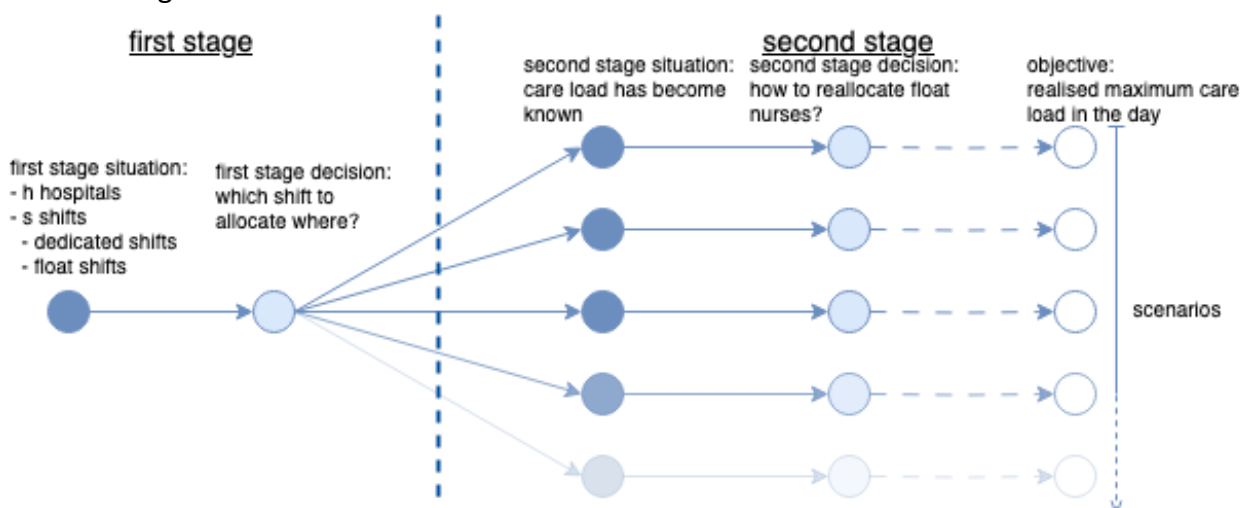 first stage
second stage
first stage situation:
- h hospitals
- s shifts
- dedicated shifts
- float shifts
first stage decision:
which shift to
allocate where?
second stage situation:
care load has become
known
second stage decision:
how to reallocate float
nurses?
objective:
realised maximum care
load in the day
scenarios